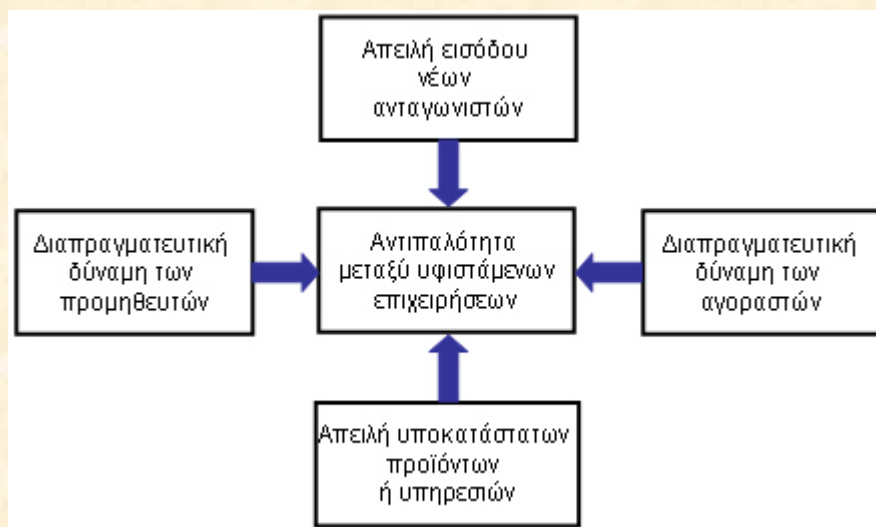 Απειλή εισόδου
νέων
ανταγωνιστών
Διαπραγματευτική
δύναμη των
προμηθευτών
Αντιπαλότητα
μεταξύ υφιστάμενων
επιχειρήσεων
Διαπραγματευτική
δύναμη των
αγοραστών
Απειλή υποκατάστατων
προϊόντων
ή υπηρεσιών